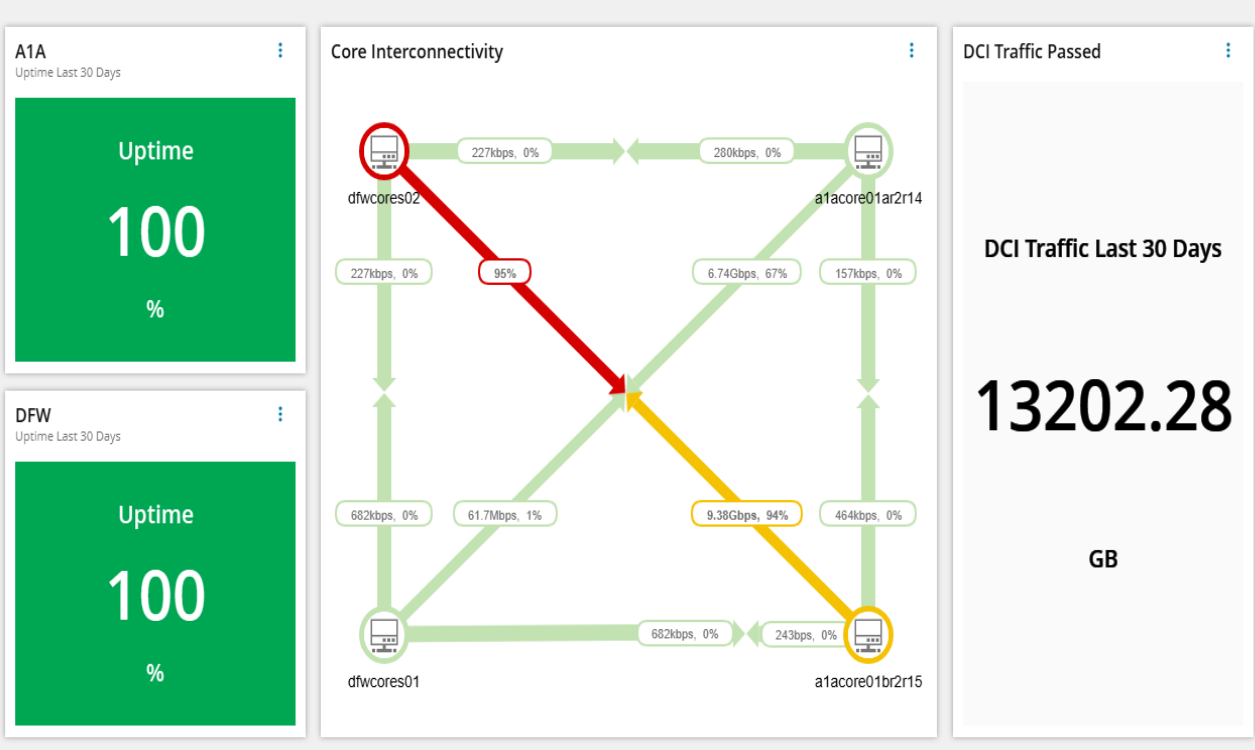 A1A
Uptime Last 30 Days
Uptime
100
%
DFW
Uptime Last 30 Days
Uptime
100
%
Core Interconnectivity
227kbps, 0%
280kbps, 0%
dfwcores02
a1acore01ar2r14
227kbps, 0%
95%
6.74Gbps, 67%
157kbps, 0%
682kbps, 0%
61.7Mbps, 1%
9.38Gbps, 94%
464kbps, 0%
682kbps, 0%
243bps, 0%
dfwcores01
a1acore01br2r15
DCI Traffic Passed
DCI Traffic Last 30 Days
13202.28
GB